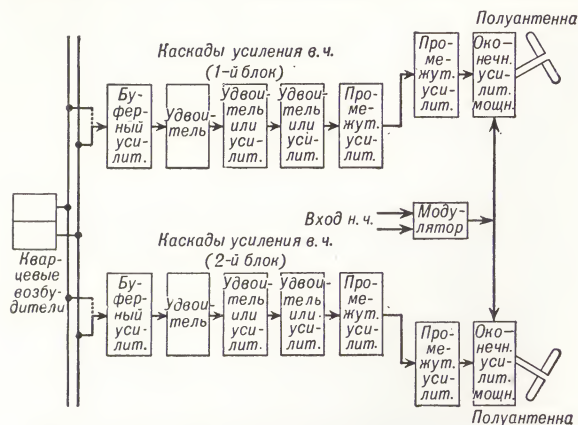 Полуантенна
Каскады усиления в.ч.
(1-й блок)
Бу-
фер-
ный
уси-
лит.
Удвои-
тель
Удвои-
тель
или
уси-
лит.
Удвои-
тель
или
уси-
лит.
Про-
ме-
жут.
уси-
лит.
Про-
ме-
жут.
уси-
лит.
Око-
нечн.
уси-
лит.
мощн.
Вход н.ч.
Моду-
лятор
Квар-
цевые
возбу-
дители
Каскады усиления в.ч.
(2-й блок)
Бу-
фер-
ный
уси-
лит.
Удвои-
тель
Удвои-
тель
или
уси-
лит.
Удвои-
тель
или уси-
лит.
Про-
ме-
жут.
уси-
лит.
Про-
ме-
жут.
уси-
лит.
Око-
нечн.
уси-
лит.
мощн.
Полуантенна